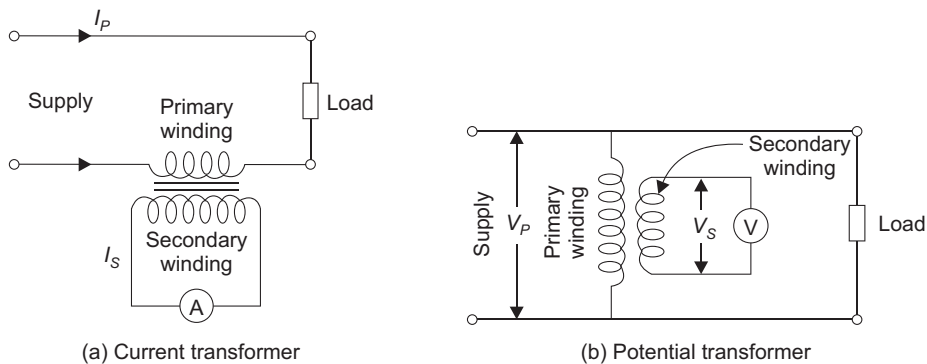 I_P
Supply
Primary
winding
Load
Secondary
winding
I_S
A
(a) Current transformer
Supply
V_P
Primary
winding
Secondary
winding
V_S
V
Load
(b) Potential transformer